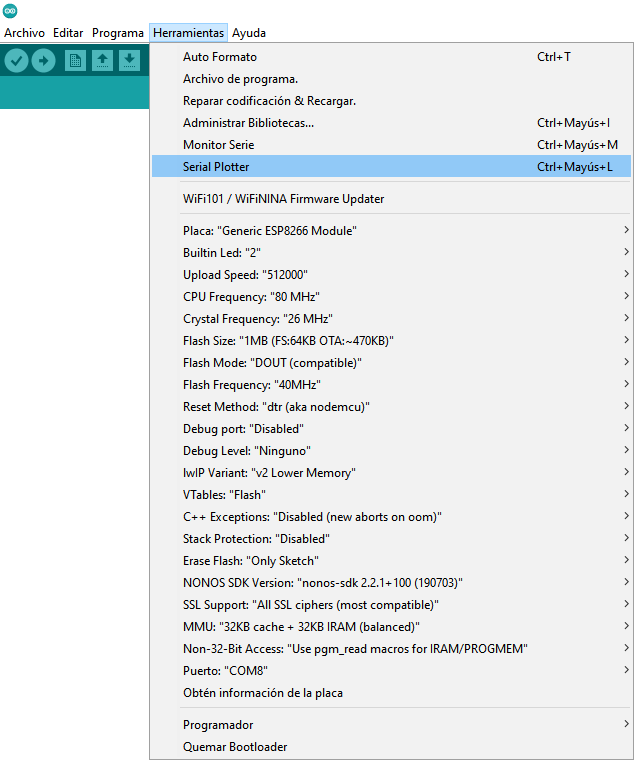 Archivo Editar Programa Herramientas Ayuda
Auto Formato Ctrl+T
Archivo de programa.
Reparar codificación & Recargar.
Administrar Bibliotecas... Ctrl+Mayús+I
Monitor Serie Ctrl+Mayús+M
Serial Plotter Ctrl+Mayús+L
WiFi101 / WiFiNINA Firmware Updater
Placa: "Generic ESP8266 Module"
Builtin Led: "2"
Upload Speed: "512000"
CPU Frequency: "80 MHz"
Crystal Frequency: "26 MHz"
Flash Size: "1MB (FS:64KB OTA:~470KB)"
Flash Mode: "DOUT (compatible)"
Flash Frequency: "40MHz"
Reset Method: "dtr (aka nodemcu)"
Debug port: "Disabled"
Debug Level: "Ninguno"
lwIP Variant: "v2 Lower Memory"
VTables: "Flash"
C++ Exceptions: "Disabled (new aborts on oom)"
Stack Protection: "Disabled"
Erase Flash: "Only Sketch"
NONOS SDK Version: "nonos-sdk 2.2.1+100 (190703)"
SSL Support: "All SSL ciphers (most compatible)"
MMU: "32KB cache + 32KB IRAM (balanced)"
Non-32-Bit Access: "Use pgm_read macros for IRAM/PROGMEM"
Puerto: "COM8"
Obtén información de la placa
Programador
Quemar Bootloader